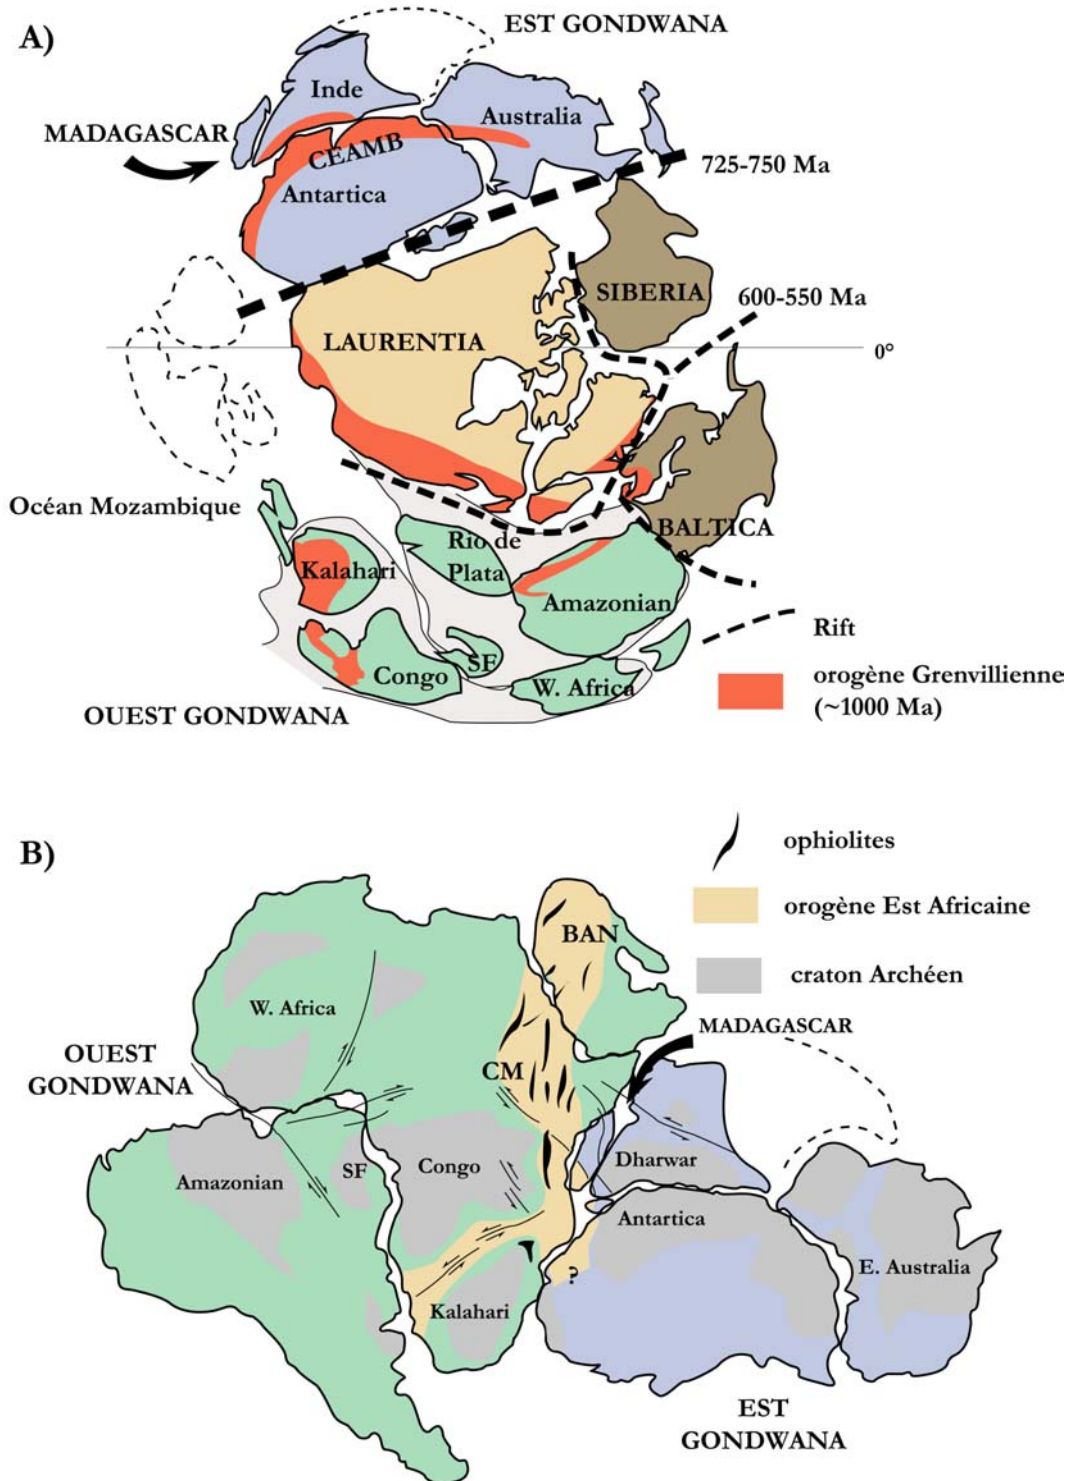 A)
EST GONDWANA
Inde
Australia
MADAGASCAR
CEAMB
725-750 Ma
Antartica
SIBERIA
600-550 Ma
LAURENTIA
0°
Océan Mozambique
BALTICA
Rio de
Plata
Kalahari
Amazonian
Rift
SF
Congo
W. Africa
orogène Grenvillienne
(~1000 Ma)
OUEST GONDWANA
B)
ophiolites
orogène Est Africaine
BAN
craton Archéen
W. Africa
MADAGASCAR
OUEST
GONDWANA
CM
Dharwar
Amazonian
SF
Congo
Antartica
E. Australia
?
Kalahari
EST
GONDWANA